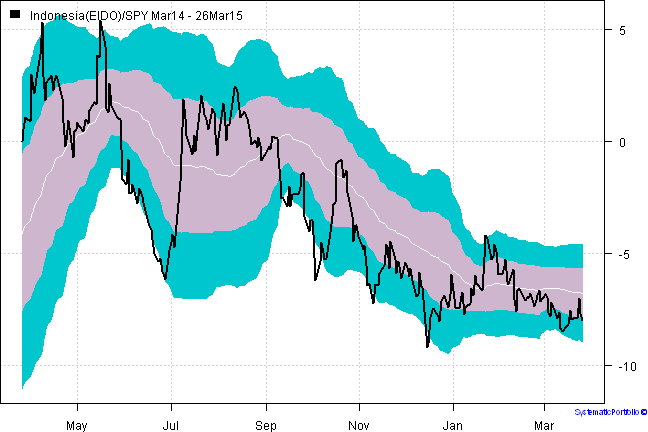 Indonesia(EIDO)/SPY Mar14 - 26Mar15
5
0
-5
-10
May Jul Sep Nov Jan Mar
SystematicPortfolio ©